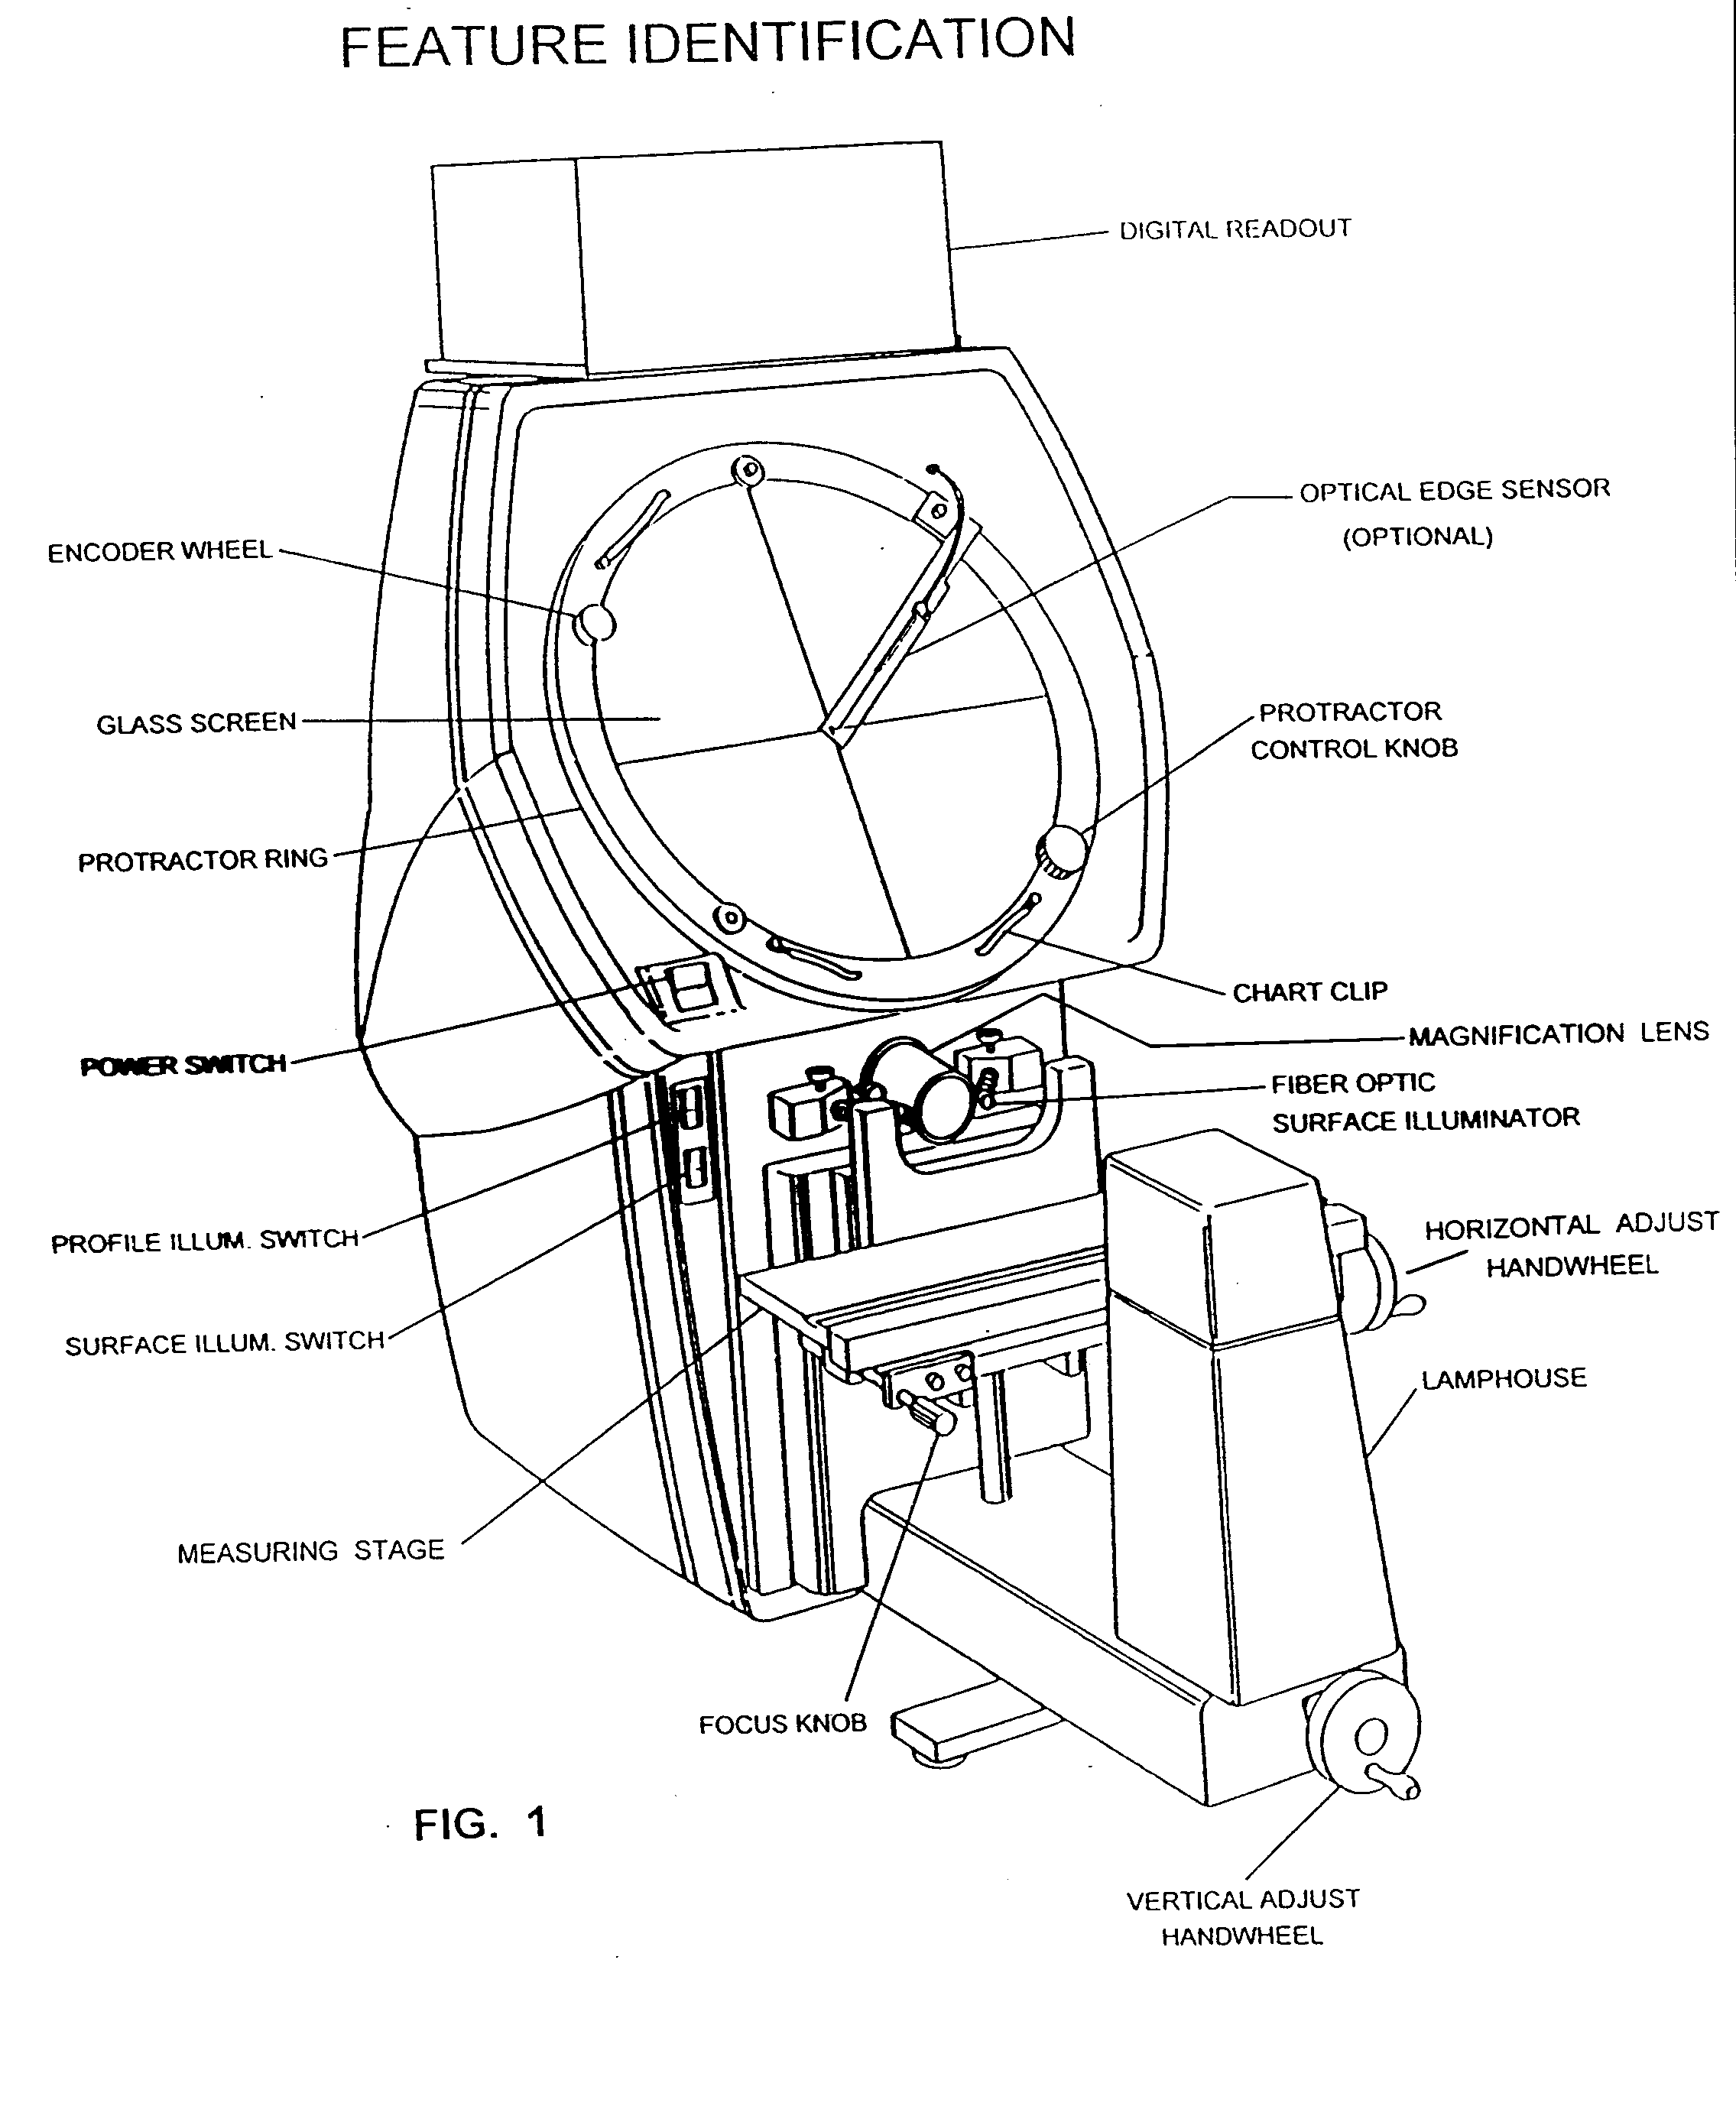 FEATURE IDENTIFICATION
DIGITAL READOUT
OPTICAL EDGE SENSOR
(OPTIONAL)
ENCODER WHEEL
GLASS SCREEN
PROTRACTOR
CONTROL KNOB
PROTRACTOR RING
CHART CLIP
MAGNIFICATION LENS
POWER SWITCH
FIBER OPTIC
SURFACE ILLUMINATOR
PROFILE ILLUM. SWITCH
HORIZONTAL ADJUST
HANDWHEEL
SURFACE ILLUM. SWITCH
LAMPHOUSE
MEASURING STAGE
FOCUS KNOB
FIG. 1
VERTICAL ADJUST
HANDWHEEL